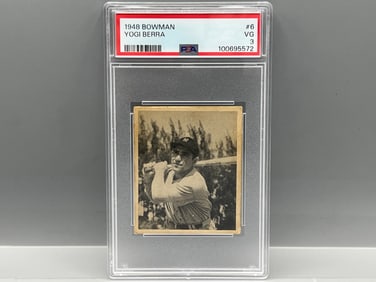 1948 BOWMAN #6
YOGI BERRA VG
PSA 3
100695572